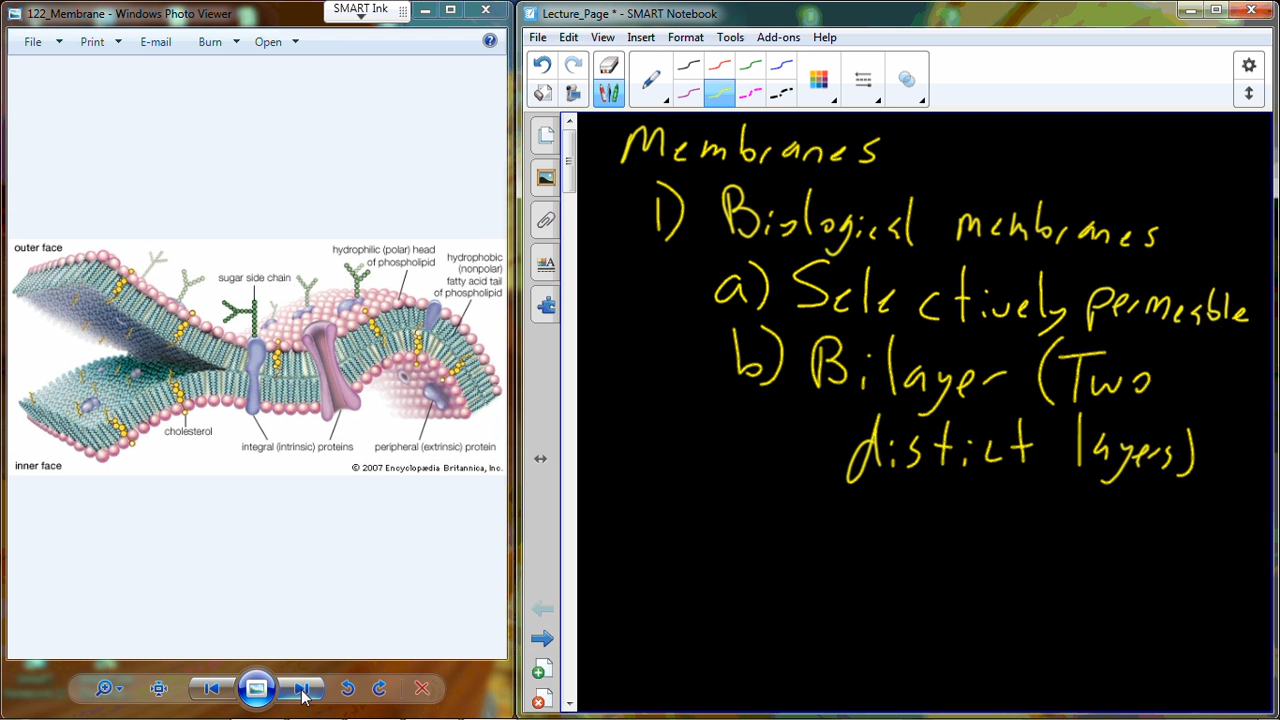 122_Membrane - Windows Photo Viewer
SMART Ink
File Print E-mail Burn Open
outer face
hydrophilic (polar) head
of phospholipid
hydrophobic
(nonpolar)
fatty acid tail
of phospholipid
sugar side chain
cholesterol
integral (intrinsic) proteins
peripheral (extrinsic) protein
inner face
© 2007 Encyclopædia Britannica, Inc.
Lecture_Page * - SMART Notebook
File Edit View Insert Format Tools Add-ons Help
Membranes
1) Biological membranes
a) Selectively permeable
b) Bilayer (Two
distict layers)